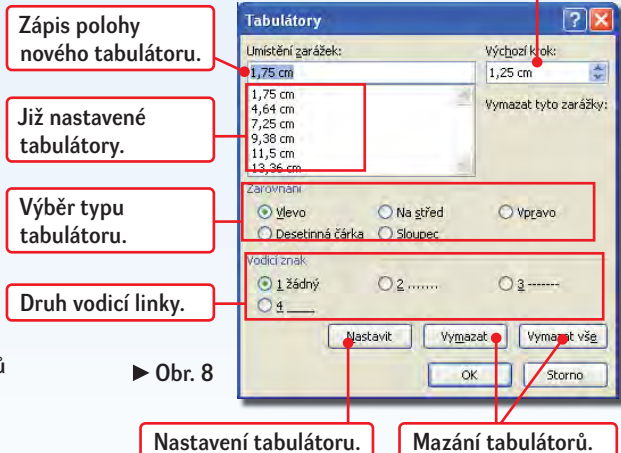 Zápis polohy
nového tabulátoru.
Již nastavené
tabulátory.
Výběr typu
tabulátoru.
Druh vodicí linky.
ů
► Obr. 8
Tabulátory
Umístění zarážek:
Výchozí krok:
1,75 cm
1,25 cm
1,75 cm
4,64 cm
7,25 cm
9,38 cm
11,5 cm
13,36 cm
Vymazat tyto zarážky:
Zarovnání
Vlevo
Na střed
Vpravo
Desetinná čárka
Sloupec
Vodicí znak
1 žádný
2 .......
3 -------
4 ____
Nastavit
Vymazat
Vymazat vše
OK
Storno
Nastavení tabulátoru.
Mazání tabulátorů.